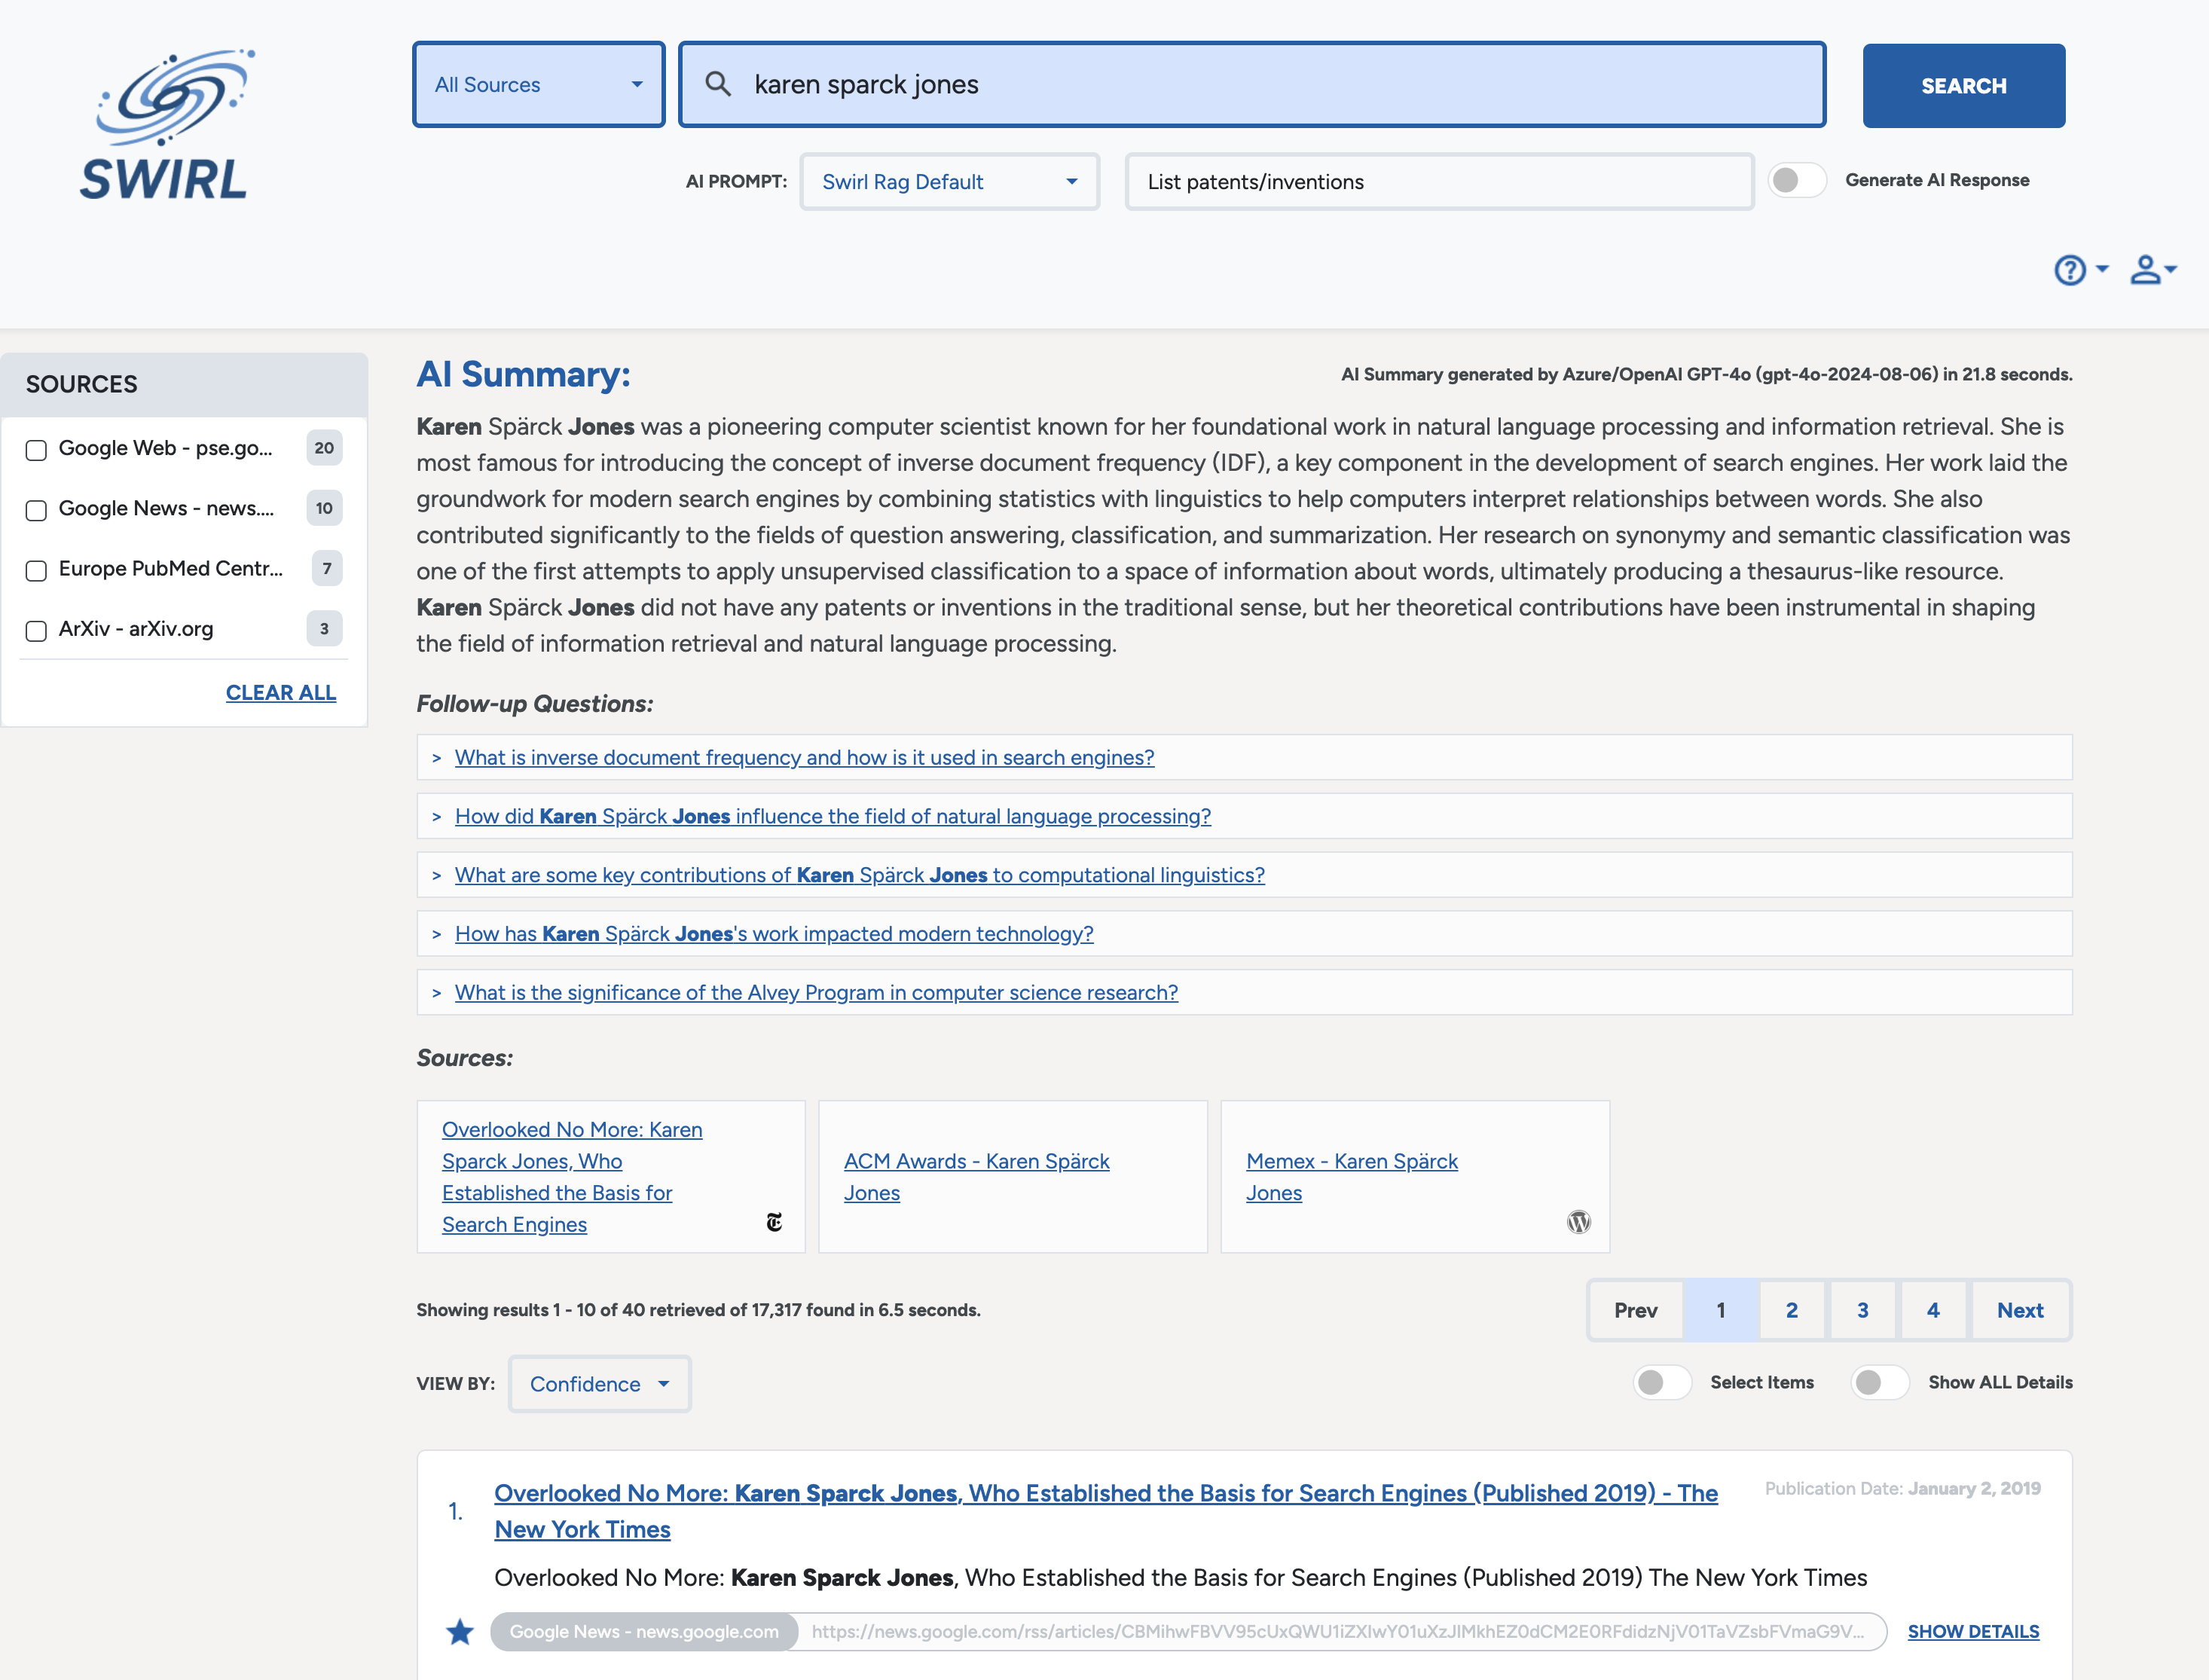 SWIRL
All Sources
karen sparck jones
SEARCH
AI PROMPT:
Swirl Rag Default
List patents/inventions
Generate AI Response
SOURCES
Google Web - pse.go... 20
Google News - news.... 10
Europe PubMed Centr... 7
ArXiv - arXiv.org 3
CLEAR ALL
AI Summary:
AI Summary generated by Azure/OpenAI GPT-4o (gpt-4o-2024-08-06) in 21.8 seconds.
Karen Spärck Jones was a pioneering computer scientist known for her foundational work in natural language processing and information retrieval. She is
most famous for introducing the concept of inverse document frequency (IDF), a key component in the development of search engines. Her work laid the
groundwork for modern search engines by combining statistics with linguistics to help computers interpret relationships between words. She also
contributed significantly to the fields of question answering, classification, and summarization. Her research on synonymy and semantic classification was
one of the first attempts to apply unsupervised classification to a space of information about words, ultimately producing a thesaurus-like resource.
Karen Spärck Jones did not have any patents or inventions in the traditional sense, but her theoretical contributions have been instrumental in shaping
the field of information retrieval and natural language processing.
Follow-up Questions:
> What is inverse document frequency and how is it used in search engines?
> How did Karen Spärck Jones influence the field of natural language processing?
> What are some key contributions of Karen Spärck Jones to computational linguistics?
> How has Karen Spärck Jones's work impacted modern technology?
> What is the significance of the Alvey Program in computer science research?
Sources:
Overlooked No More: Karen
Sparck Jones, Who
Established the Basis for
Search Engines
ACM Awards - Karen Spärck
Jones
Memex - Karen Spärck
Jones
Showing results 1 - 10 of 40 retrieved of 17,317 found in 6.5 seconds.
Prev 1 2 3 4 Next
VIEW BY: Confidence
Select Items
Show ALL Details
1.
Overlooked No More: Karen Sparck Jones, Who Established the Basis for Search Engines (Published 2019) - The
New York Times
Publication Date: January 2, 2019
Overlooked No More: Karen Sparck Jones, Who Established the Basis for Search Engines (Published 2019) The New York Times
Google News - news.google.com
SHOW DETAILS